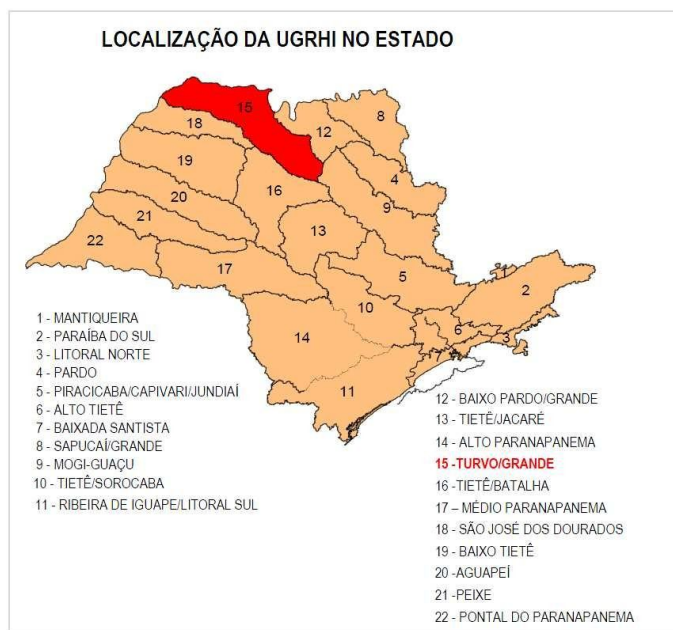 LOCALIZAÇÃO DA UGRHI NO ESTADO
15
8
12
18
4
19
16
9
20
21
13
22
17
5
1
2
10
6
3
14
7
11
1 - MANTIQUEIRA
2 - PARAÍBA DO SUL
3 - LITORAL NORTE
4 - PARDO
5 - PIRACICABA/CAPIVARI/JUNDIAÍ
6 - ALTO TIETÊ
7 - BAIXADA SANTISTA
8 - SAPUCAÍ/GRANDE
9 - MOGI-GUAÇU
10 - TIETÊ/SOROCABA
11 - RIBEIRA DE IGUAPE/LITORAL SUL
12 - BAIXO PARDO/GRANDE
13 - TIETÊ/JACARÉ
14 - ALTO PARANAPANEMA
15 -TURVO/GRANDE
16 -TIETÊ/BATALHA
17 – MÉDIO PARANAPANEMA
18 - SÃO JOSÉ DOS DOURADOS
19 - BAIXO TIETÊ
20 -AGUAPEÍ
21 -PEIXE
22 - PONTAL DO PARANAPANEMA